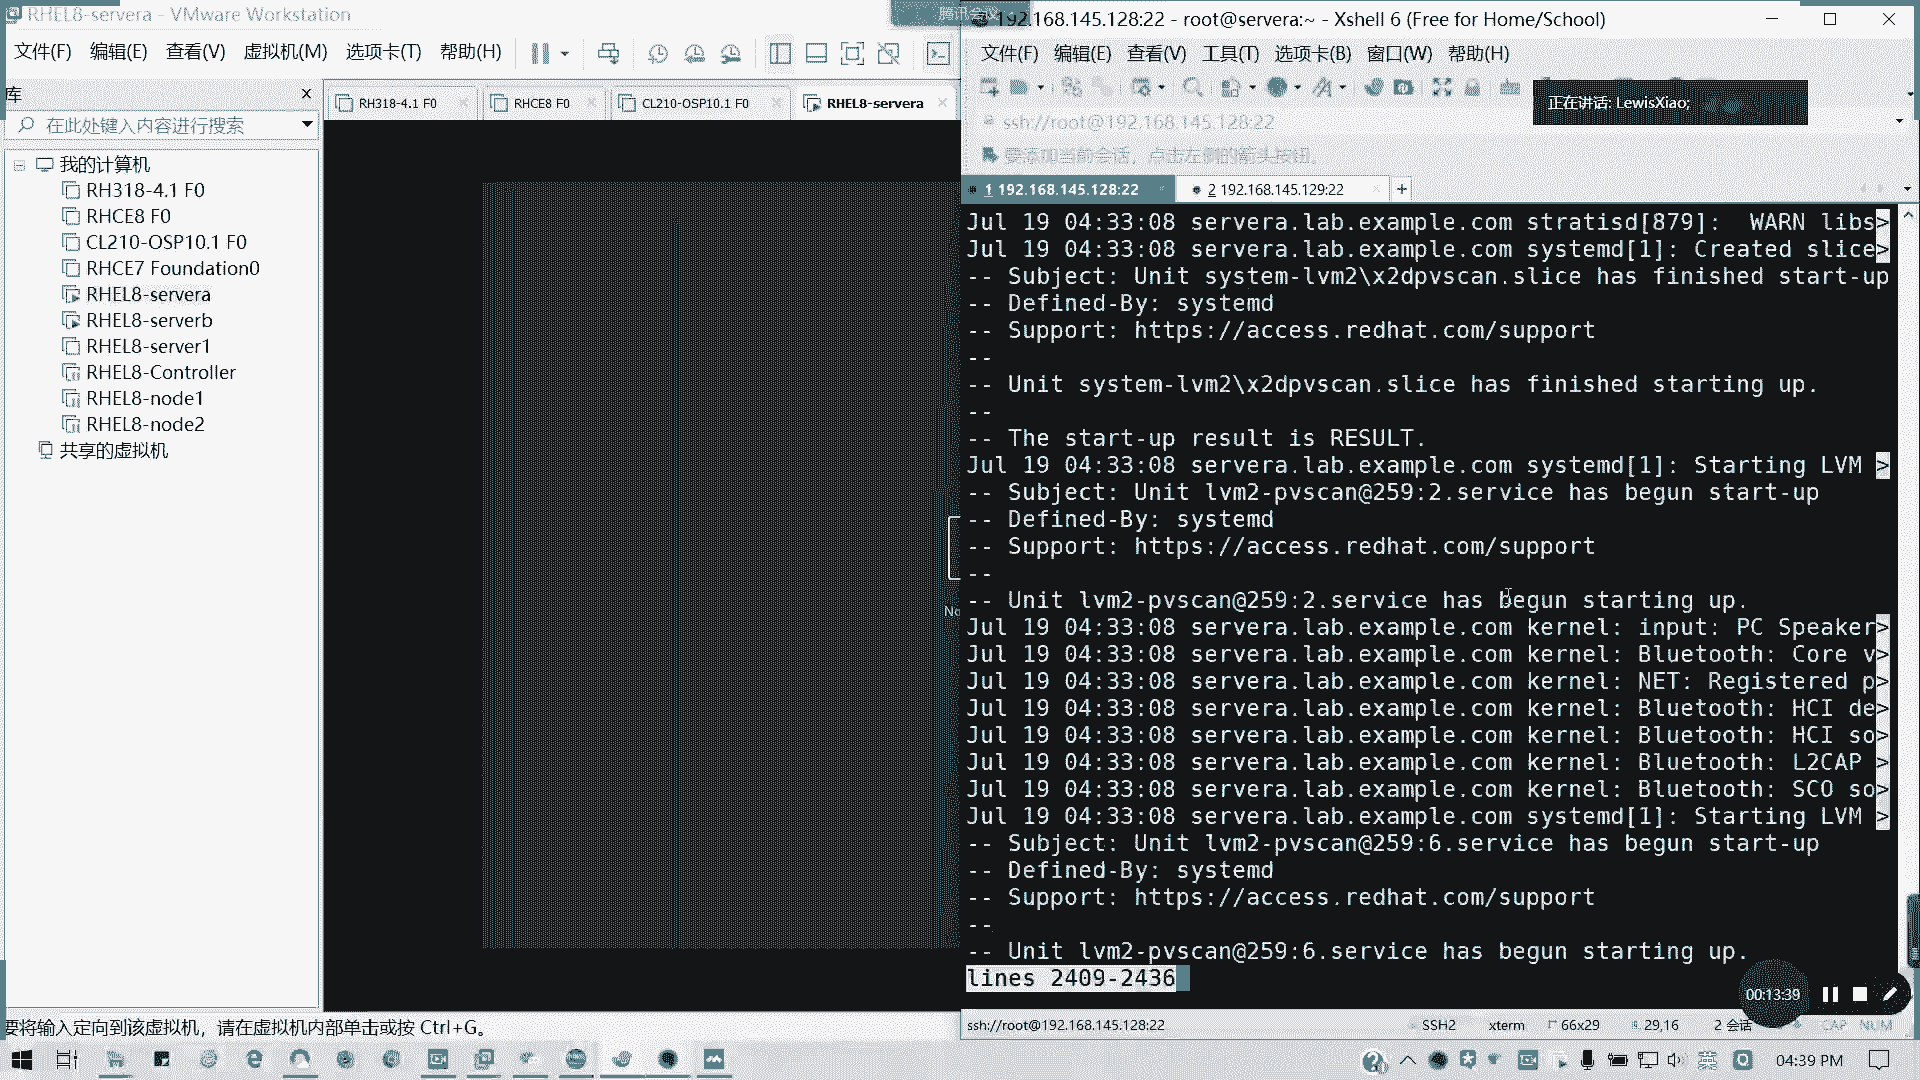 RHEL8-servera - VMware Workstation
文件(F) 编辑(E) 查看(V) 虚拟机(M) 选项卡(T) 帮助(H)
库
在此处键入内容进行搜索
我的计算机
RH318-4.1 F0
RHCE8 F0
CL210-OSP10.1 F0
RHCE7 Foundation0
RHEL8-servera
RHEL8-serverb
RHEL8-server1
RHEL8-Controller
RHEL8-node1
RHEL8-node2
共享的虚拟机
RH318-4.1 F0
RHCE8 F0
CL210-OSP10.1 F0
RHEL8-servera
No
要将输入定向到该虚拟机，请在虚拟机内部单击或按 Ctrl+G。
腾讯会议
192.168.145.128:22 - root@servera:~ - Xshell 6 (Free for Home/School)
文件(F) 编辑(E) 查看(V) 工具(T) 选项卡(B) 窗口(W) 帮助(H)
正在讲话: LewisXiao;
ssh://root@192.168.145.128:22
要添加当前会话，点击左侧的箭头按钮。
1 192.168.145.128:22
2 192.168.145.129:22
+
Jul 19 04:33:08 servera.lab.example.com stratisd[879]:  WARN libs>
Jul 19 04:33:08 servera.lab.example.com systemd[1]: Created slice>
-- Subject: Unit system-lvm2\x2dpvscan.slice has finished start-up
-- Defined-By: systemd
-- Support: https://access.redhat.com/support
--
-- Unit system-lvm2\x2dpvscan.slice has finished starting up.
--
-- The start-up result is RESULT.
Jul 19 04:33:08 servera.lab.example.com systemd[1]: Starting LVM >
-- Subject: Unit lvm2-pvscan@259:2.service has begun start-up
-- Defined-By: systemd
-- Support: https://access.redhat.com/support
--
-- Unit lvm2-pvscan@259:2.service has begun starting up.
Jul 19 04:33:08 servera.lab.example.com kernel: input: PC Speaker>
Jul 19 04:33:08 servera.lab.example.com kernel: Bluetooth: Core v>
Jul 19 04:33:08 servera.lab.example.com kernel: NET: Registered p>
Jul 19 04:33:08 servera.lab.example.com kernel: Bluetooth: HCI de>
Jul 19 04:33:08 servera.lab.example.com kernel: Bluetooth: HCI so>
Jul 19 04:33:08 servera.lab.example.com kernel: Bluetooth: L2CAP >
Jul 19 04:33:08 servera.lab.example.com kernel: Bluetooth: SCO so>
Jul 19 04:33:08 servera.lab.example.com systemd[1]: Starting LVM >
-- Subject: Unit lvm2-pvscan@259:6.service has begun start-up
-- Defined-By: systemd
-- Support: https://access.redhat.com/support
--
-- Unit lvm2-pvscan@259:6.service has begun starting up.
lines 2409-2436
00:13:39
ssh://root@192.168.145.128:22 SSH2 xterm 66x29 29,16 2 会话 CAP NUM
英
04:39 PM